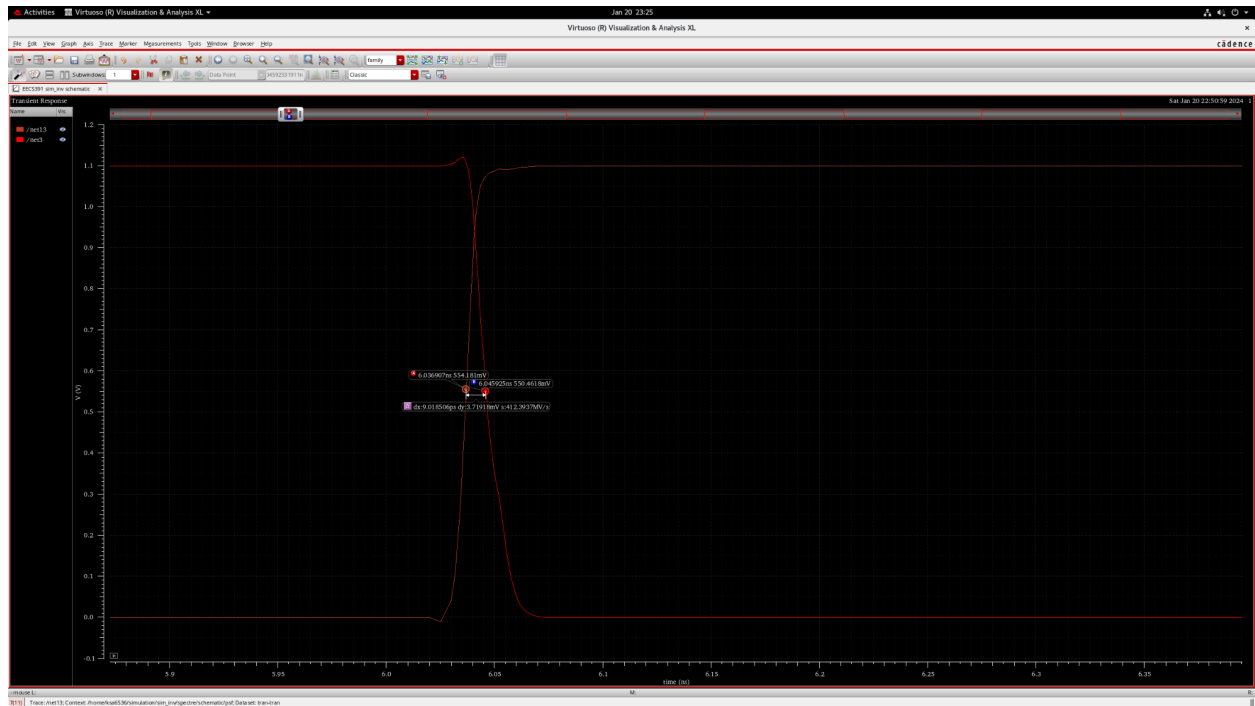 Activities Virtuoso (R) Visualization & Analysis XL Jan 20 23:25
Virtuoso (R) Visualization & Analysis XL
File Edit View Graph Axis Trace Marker Measurements Tools Window Browser Help cādence
family
Subwindows: 1 Data Point Classic
EECS391 sim_inv schematic
Transient Response Sat Jan 20 22:50:59 2024 1
Name Vis
/net13
/net3
1.2
1.1
1.0
0.9
0.8
0.7
0.6
6.036907ns 554.181mV
6.045925ns 550.4618mV
V (V)
dx:9.018506ps dy:3.71918mV s:412.3937MV/s
0.5
0.4
0.3
0.2
0.1
0.0
-0.1
5.9 5.95 6.0 6.05 6.1 6.15 6.2 6.25 6.3 6.35
time (ns)
mouse L: M: R:
7(11) Trace: /net13; Context: /home/ksa6536/simulation/sim_inv/spectre/schematic/psf; Dataset: tran-tran